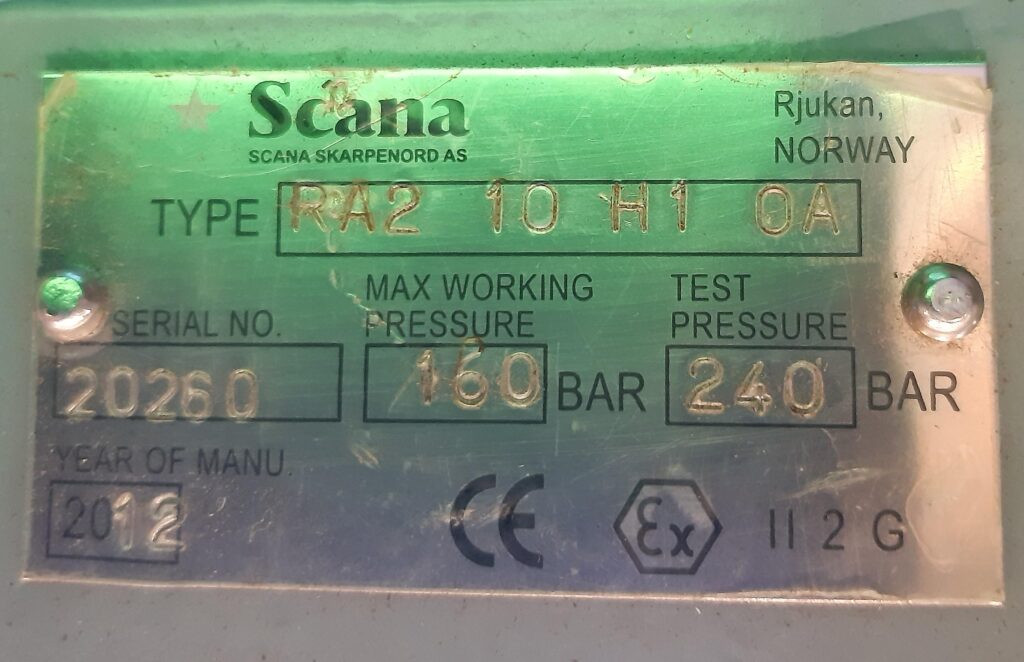 Scana
SCANA SKARPENORD AS
Rjukan,
NORWAY
TYPE RA2 10 H1 0A
SERIAL NO.
20260
MAX WORKING
PRESSURE
160 BAR
TEST
PRESSURE
240 BAR
YEAR OF MANU.
2012
CE
Ex II 2 G